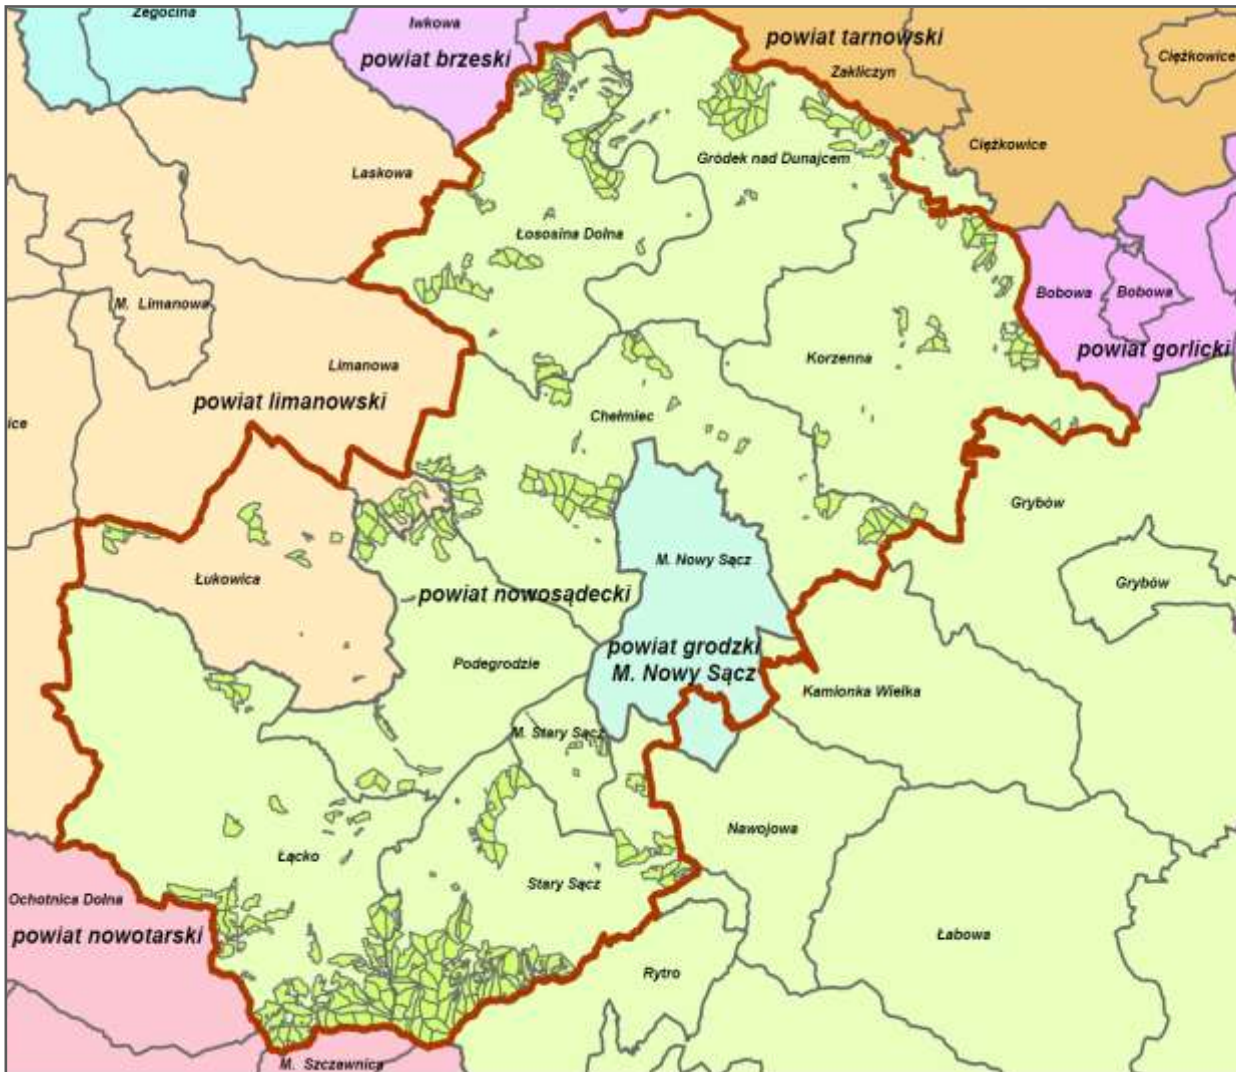 Żegocina
Iwkowa
powiat brzeski
powiat tarnowski
Zakliczyn
Ciężkowice
Ciężkowice
Gródek nad Dunajcem
Laskowa
Łososina Dolna
M. Limanowa
Bobowa
Bobowa
powiat gorlicki
Korzenna
Limanowa
powiat limanowski
Chełmiec
ice
Grybów
M. Nowy Sącz
Łukowica
Grybów
powiat nowosądecki
powiat grodzki
M. Nowy Sącz
Podegrodzie
Kamionka Wielka
M. Stary Sącz
Nawojowa
Łącko
Stary Sącz
Ochotnica Dolna
powiat nowotarski
Łabowa
Rytro
M. Szczawnica